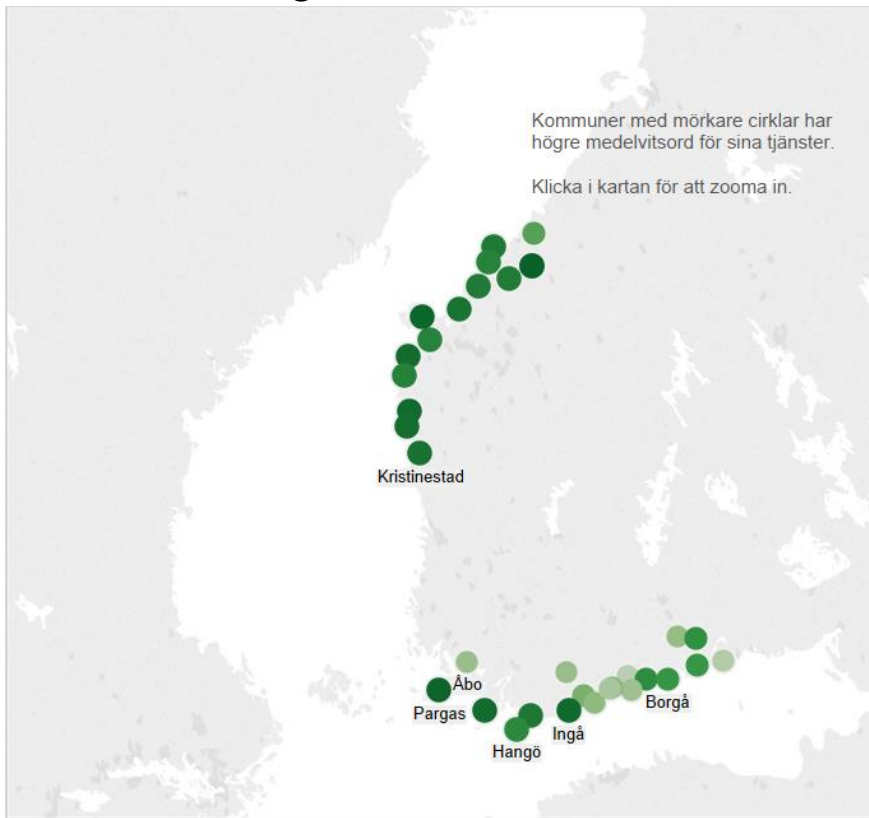 Kommuner med mörkare cirklar har
högre medelvitsord för sina tjänster.
Klicka i kartan för att zooma in.
Kristinestad
Åbo
Pargas
Borgå
Ingå
Hangö